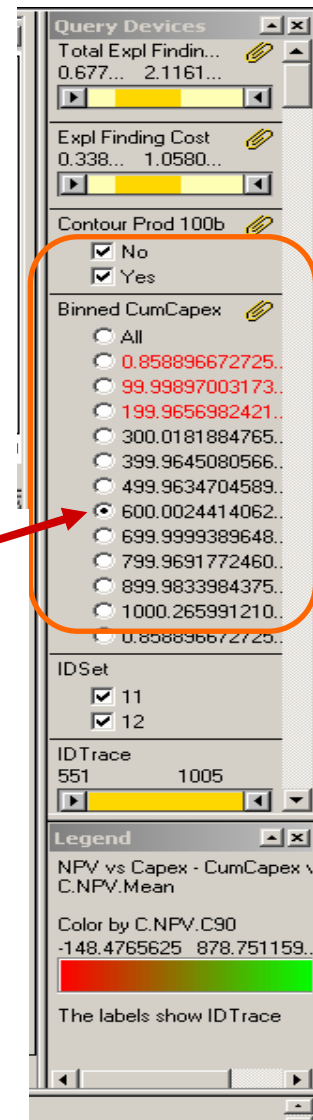 Query Devices
Total Expl Findin...
0.677... 2.1161...
Expl Finding Cost
0.338... 1.0580...
Contour Prod 100b
No
Yes
Binned CumCapex
All
0.858896672725..
99.99897003173..
199.9656982421..
300.0181884765..
399.9645080566..
499.9634704589..
600.0024414062..
699.9999389648..
799.9691772460..
899.9833984375..
1000.265991210..
0.858896672725..
IDSet
11
12
IDTrace
551 1005
Legend
NPV vs Capex - CumCapex v
C.NPV.Mean
Color by C.NPV.C90
-148.4765625 878.751159..
The labels show IDTrace